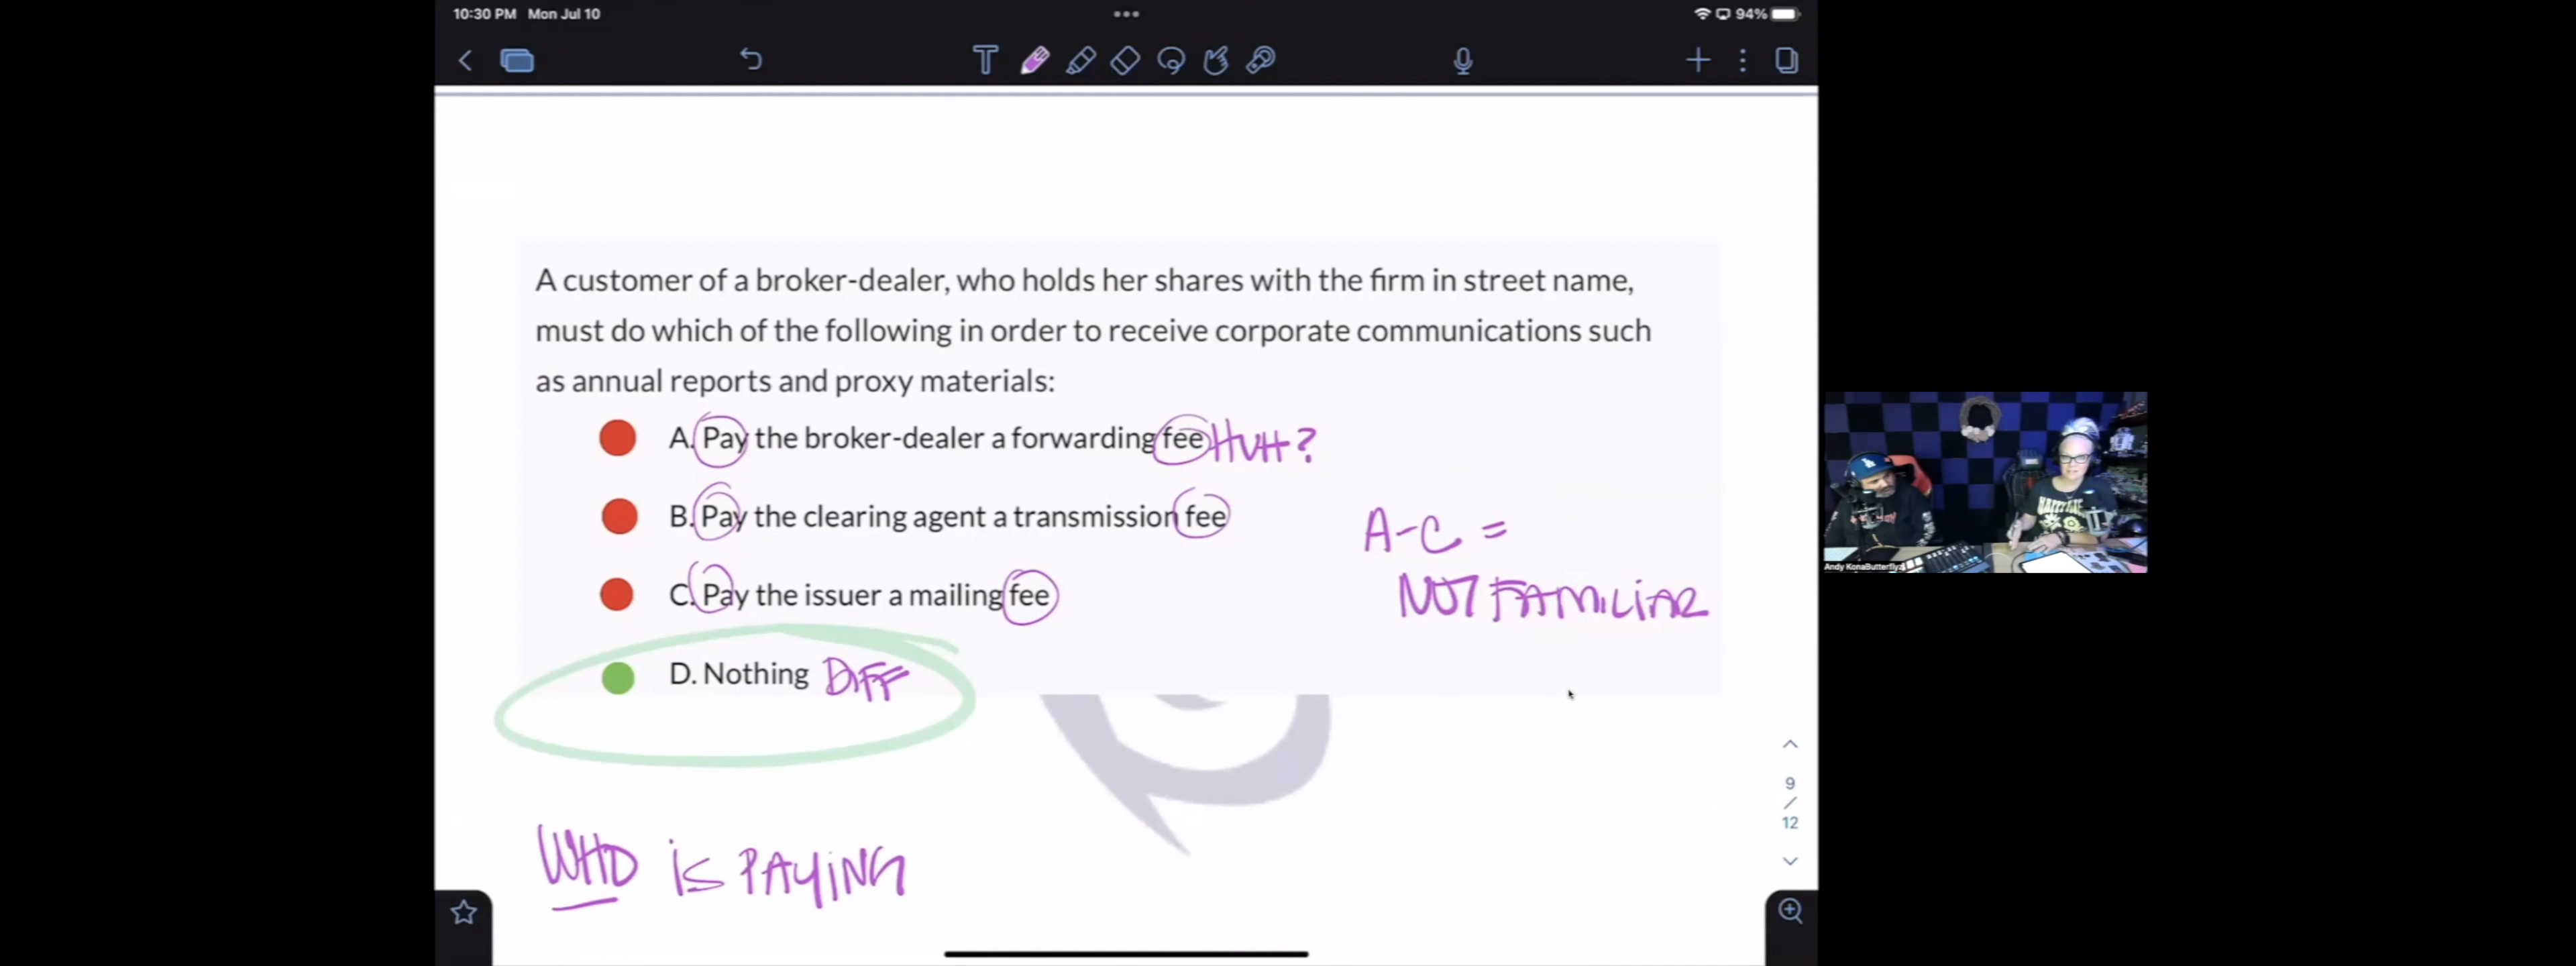 10:30 PM Mon Jul 10
94%
A customer of a broker-dealer, who holds her shares with the firm in street name,
must do which of the following in order to receive corporate communications such
as annual reports and proxy materials:
A. Pay the broker-dealer a forwarding fee HUH?
B. Pay the clearing agent a transmission fee
A-C =
C. Pay the issuer a mailing fee
NOT FAMILIAR
D. Nothing DIFF
WHO IS PAYING
9
/
12